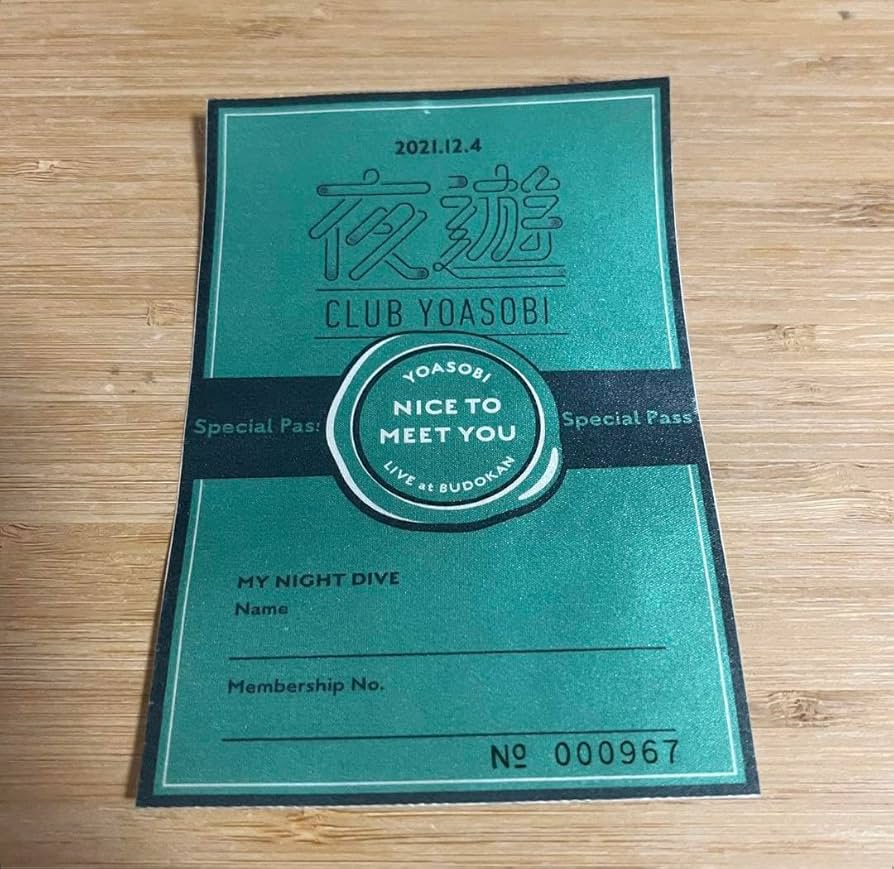 2021.12.4
夜遊
CLUB YOASOBI
YOASOBI
NICE TO
MEET YOU
LIVE at BUDOKAN
Special Pas
Special Pass
MY NIGHT DIVE
Name
Membership No.
Nº 000967